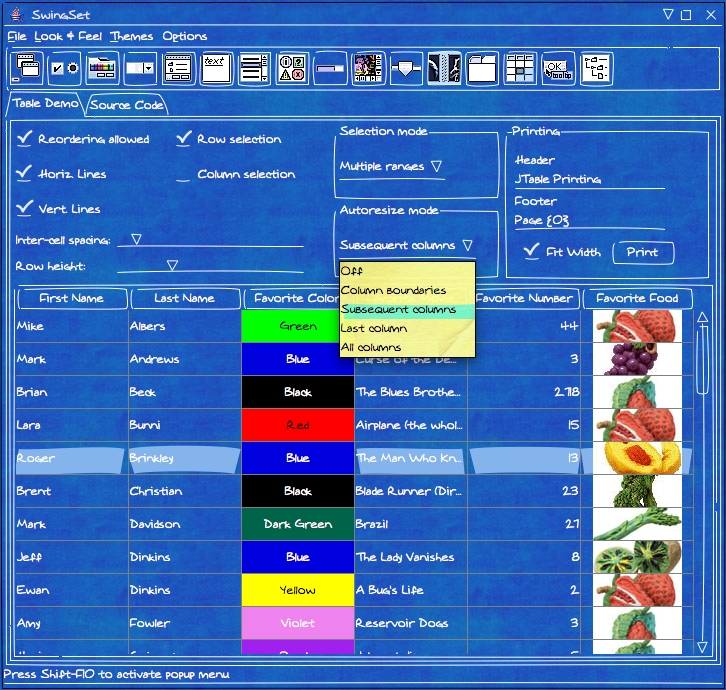 SwingSet
File Look & Feel Themes Options
text
OK
tooltip
Table Demo Source Code
Reordering allowed Row selection
Horiz. Lines Column selection
Vert Lines
Inter-cell spacing:
Row height:
Selection mode
Multiple ranges
Autoresize mode
Subsequent columns
Off
Column boundaries
Subsequent columns
Last column
All columns
Printing
Header
JTable Printing
Footer
Page {0}
Fit Width Print
First Name Last Name Favorite Color Favorite Number Favorite Food
Mike Albers Green 44
Mark Andrews Blue Curse of the De... 3
Brian Beck Black The Blues Brothe... 2.718
Lara Bunni Red Airplane (the whol... 15
Roger Brinkley Blue The Man Who Kn... 13
Brent Christian Black Blade Runner (Dir... 23
Mark Davidson Dark Green Brazil 27
Jeff Dinkins Blue The Lady Vanishes 8
Ewan Dinkins Yellow A Bug's Life 2
Amy Fowler Violet Reservoir Dogs 3
Press Shift-F10 to activate popup menu